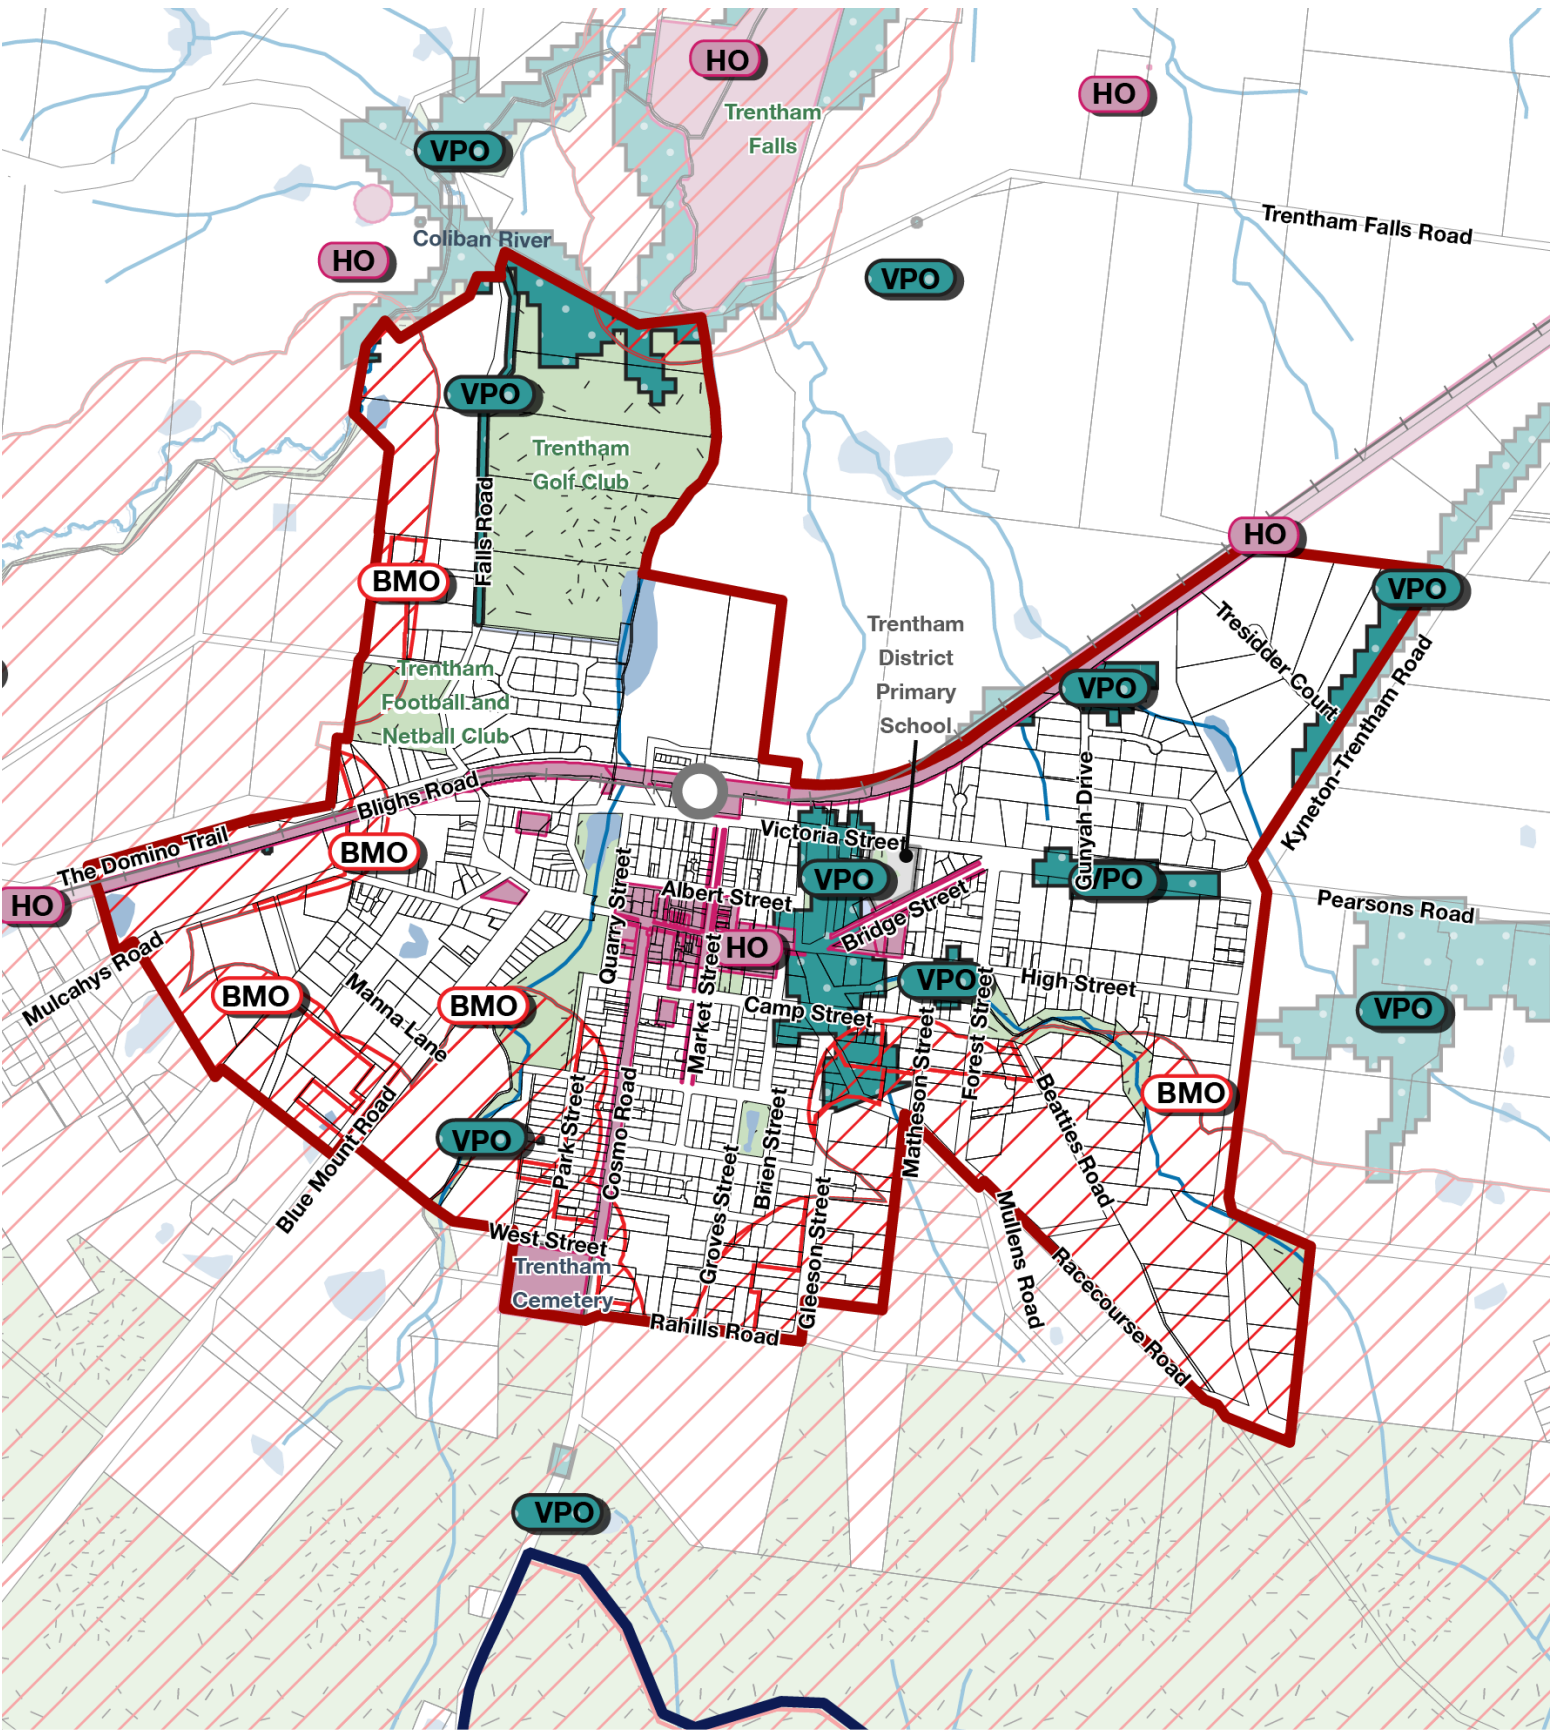 HO
HO
Trentham
Falls
VPO
Trentham Falls Road
Coliban River
HO
VPO
VPO
Trentham
Golf Club
Falls Road
HO
BMO
VPO
Trentham
District
Primary
School
Tresidder Court
Kyneton-Trentham Road
Trentham
Football and
Netball Club
VPO
Gunyah Drive
Blighs Road
The Domino Trail
Victoria Street
BMO
VPO
VPO
Albert Street
HO
Pearsons Road
Quarry Street
Bridge Street
HO
Market Street
Mulcahys Road
BMO
Manna Lane
BMO
VPO
High Street
VPO
Camp Street
Matheson Street
Forest Street
BMO
Beatties Road
VPO
Park Street
Cosmo Road
Brien Street
Groves Street
Gleeson Street
Blue Mount Road
West Street
Trentham
Cemetery
Rahills Road
Mullens Road
Racecourse Road
VPO